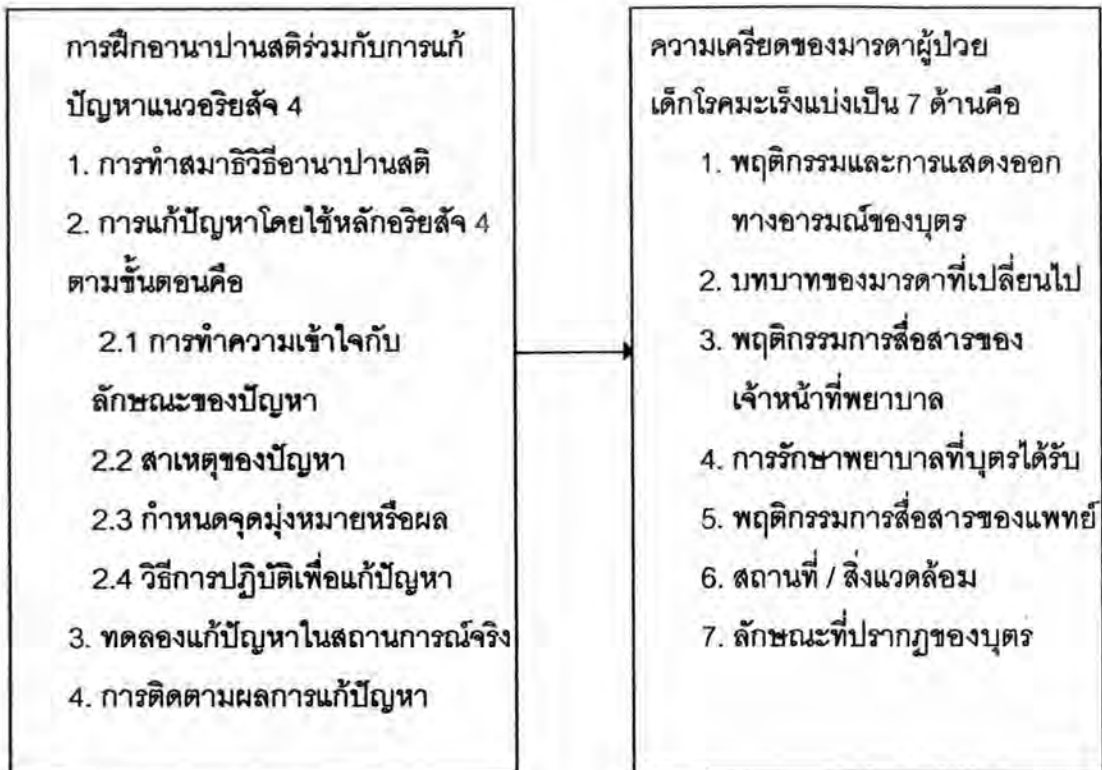 การฝึกอานาปานสติร่วมกับการแก้
ปัญหาแนวอริยสัจ 4
1. การทำสมาธิวิธีอานาปานสติ
2. การแก้ปัญหาโดยใช้หลักอริยสัจ 4
ตามขั้นตอนคือ
2.1 การทำความเข้าใจกับ
ลักษณะของปัญหา
2.2 สาเหตุของปัญหา
2.3 กำหนดจุดมุ่งหมายหรือผล
2.4 วิธีการปฏิบัติเพื่อแก้ปัญหา
3. ทดลองแก้ปัญหาในสถานการณ์จริง
4. การติดตามผลการแก้ปัญหา
ความเครียดของมารดาผู้ป่วย
เด็กโรคมะเร็งแบ่งเป็น 7 ด้านคือ
1. พฤติกรรมและการแสดงออก
ทางอารมณ์ของบุตร
2. บทบาทของมารดาที่เปลี่ยนไป
3. พฤติกรรมการสื่อสารของ
เจ้าหน้าที่พยาบาล
4. การรักษาพยาบาลที่บุตรได้รับ
5. พฤติกรรมการสื่อสารของแพทย์
6. สถานที่ / สิ่งแวดล้อม
7. ลักษณะที่ปรากฏของบุตร